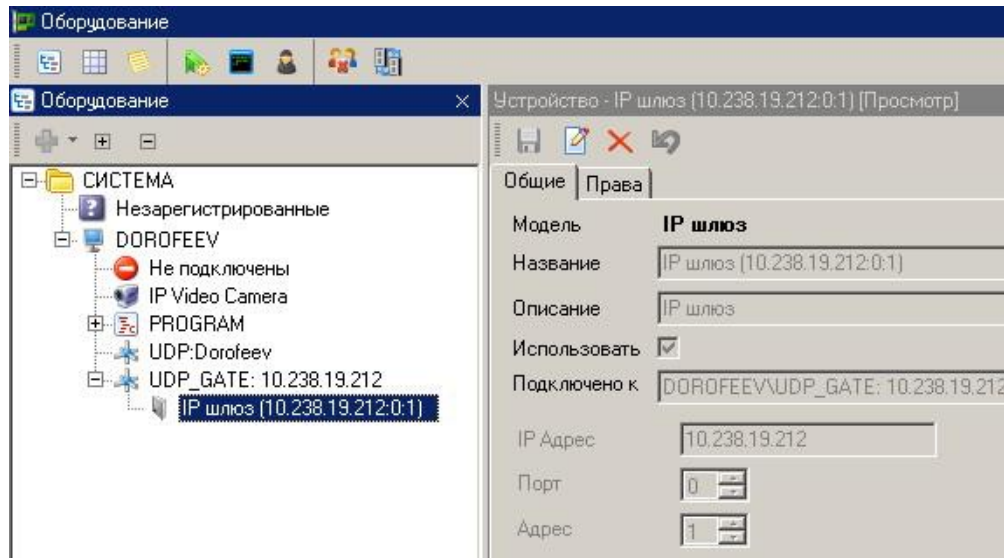 Оборудование
Оборудование
СИСТЕМА
Незарегистрированные
DOROFEEV
Не подключены
IP Video Camera
PROGRAM
UDP:Dorofeev
UDP_GATE: 10.238.19.212
IP шлюз (10.238.19.212:0:1)
Устройство - IP шлюз (10.238.19.212:0:1) [Просмотр]
Общие
Права
Модель IP шлюз
Название IP шлюз (10.238.19.212:0:1)
Описание IP шлюз
Использовать
Подключено к DOROFEEV\UDP_GATE: 10.238.19.212
IP Адрес 10.238.19.212
Порт 0
Адрес 1